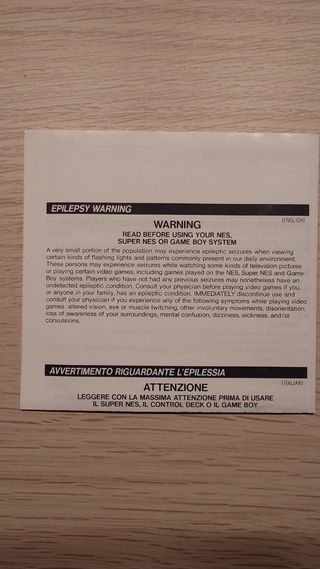 EPILEPSY WARNING
(ENGLISH)
WARNING
READ BEFORE USING YOUR NES,
SUPER NES OR GAME BOY SYSTEM
A very small portion of the population may experience epileptic seizures when viewing
certain kinds of flashing lights and patterns commonly present in our daily environment.
These persons may experience seizures while watching some kinds of television pictures
or playing certain video games, including games played on the NES, Super NES and Game
Boy systems. Players who have not had any previous seizures may nonetheless have an
undetected epileptic condition. Consult your physician before playing video games if you,
or anyone in your family, has an epileptic condition. IMMEDIATELY discontinue use and
consult your physician if you experience any of the following symptoms while playing video
games: altered vision, eye or muscle twitching, other involuntary movements, disorientation,
loss of awareness of your surroundings, mental confusion, dizziness, sickness, and/or
convulsions.
AVVERTIMENTO RIGUARDANTE L'EPILESSIA
(ITALIAN)
ATTENZIONE
LEGGERE CON LA MASSIMA ATTENZIONE PRIMA DI USARE
IL SUPER NES, IL CONTROL DECK O IL GAME BOY